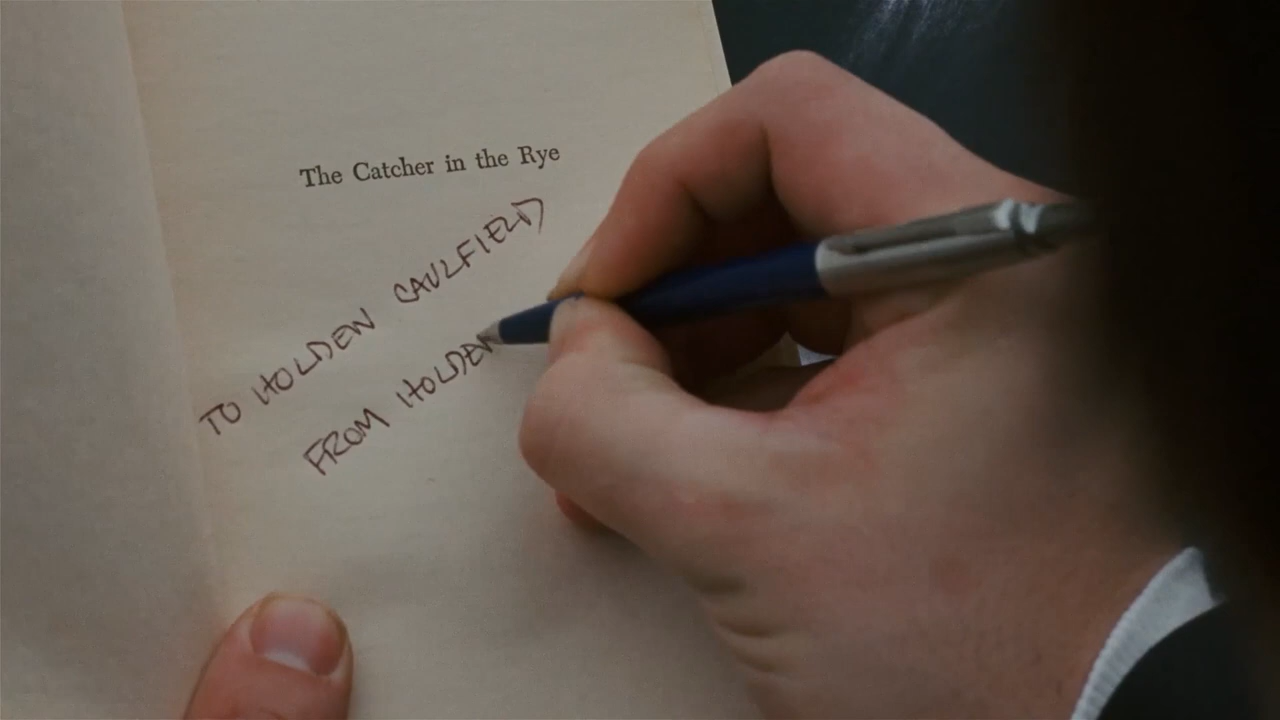 The Catcher in the Rye
TO HOLDEN CAULFIELD
FROM HOLDEN